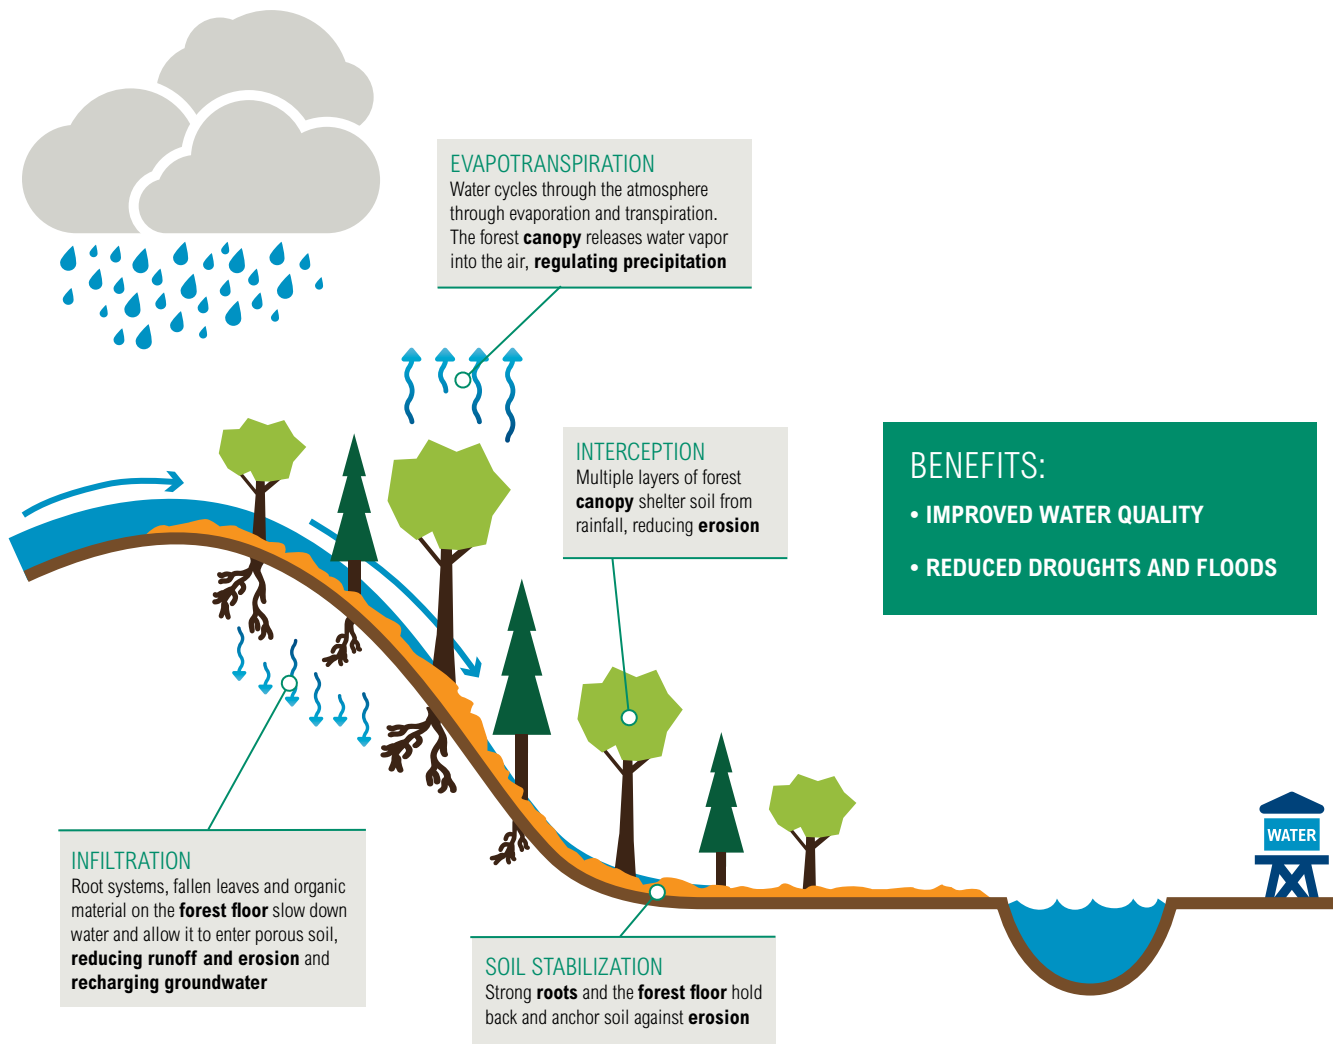 EVAPOTRANSPIRATION
Water cycles through the atmosphere
through evaporation and transpiration.
The forest canopy releases water vapor
into the air, regulating precipitation
INTERCEPTION
Multiple layers of forest
canopy shelter soil from
rainfall, reducing erosion
BENEFITS:
• IMPROVED WATER QUALITY
• REDUCED DROUGHTS AND FLOODS
WATER
INFILTRATION
Root systems, fallen leaves and organic
material on the forest floor slow down
water and allow it to enter porous soil,
reducing runoff and erosion and
recharging groundwater
SOIL STABILIZATION
Strong roots and the forest floor hold
back and anchor soil against erosion